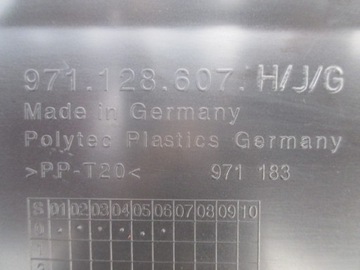 971.128.607. H/J/G
Made in Germany
Polytec Plastics Germany
>PP-T20< 971 183
S 01 02 03 04 05 06 07 08 09 10